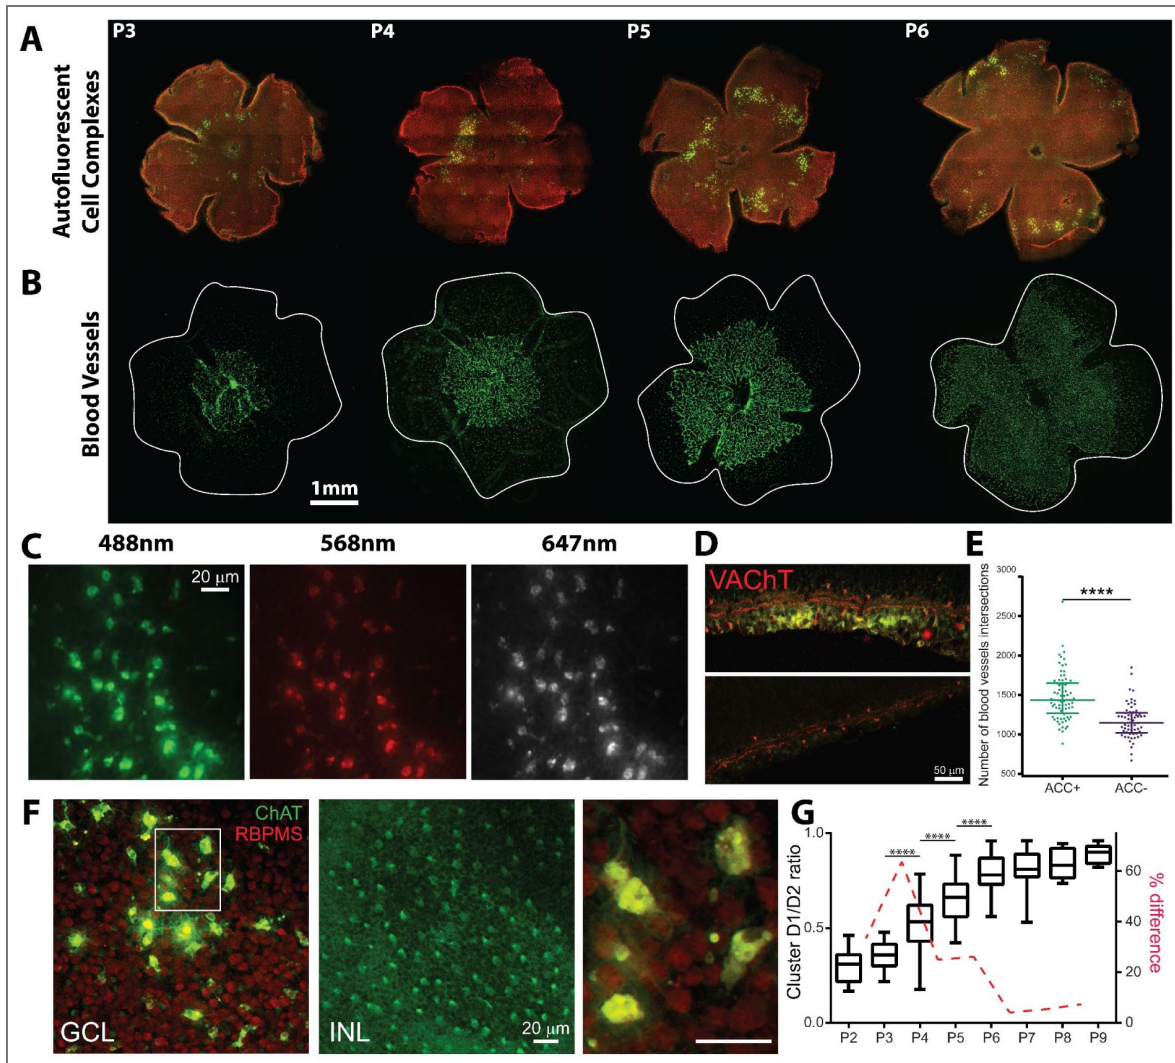 A
P3
P4
P5
P6
Autofluorescent
Cell Complexes
B
Blood Vessels
1mm
C
488nm
568nm
647nm
20 µm
D
VAChT
50 µm
E
Number of blood vessels intersections
3000
2500
2000
1500
1000
500
****
ACC+
ACC-
F
ChAT
RBPMS
GCL
INL
20 µm
G
Cluster D1/D2 ratio
1.0
0.5
0.0
****
****
****
60
40
20
0
% difference
P2
P3
P4
P5
P6
P7
P8
P9